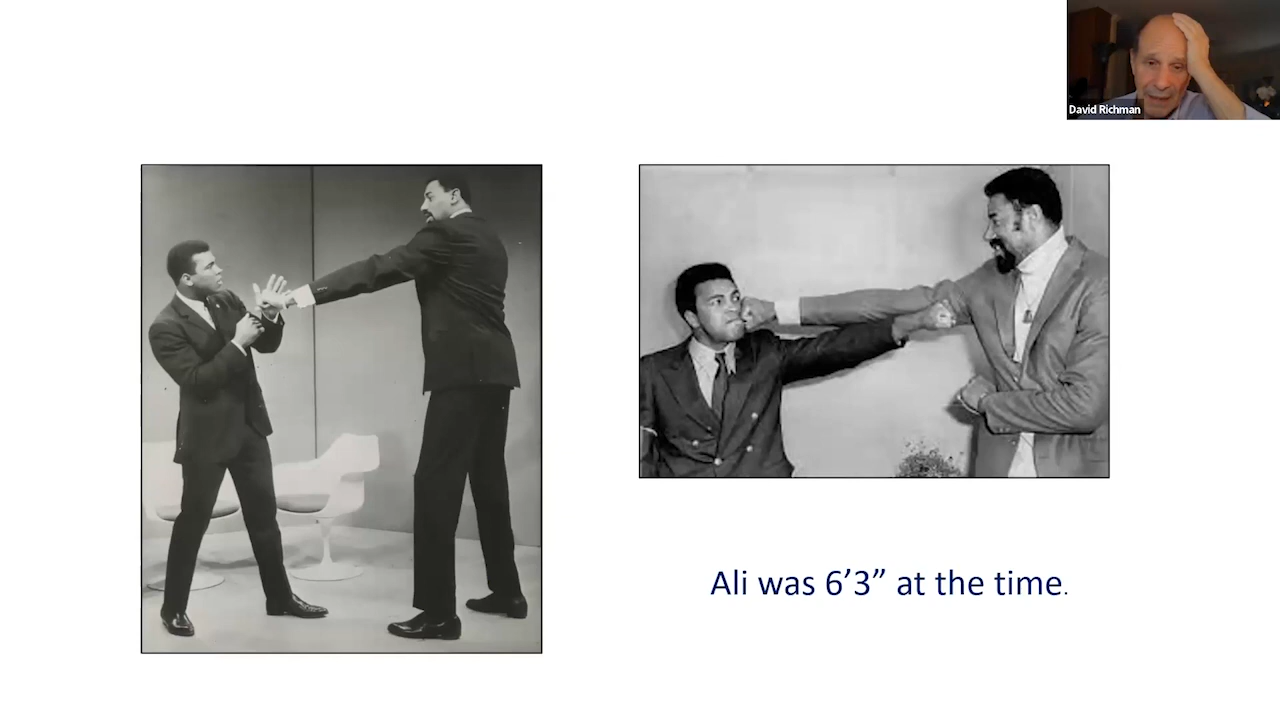 David Richman
Ali was 6’3” at the time.